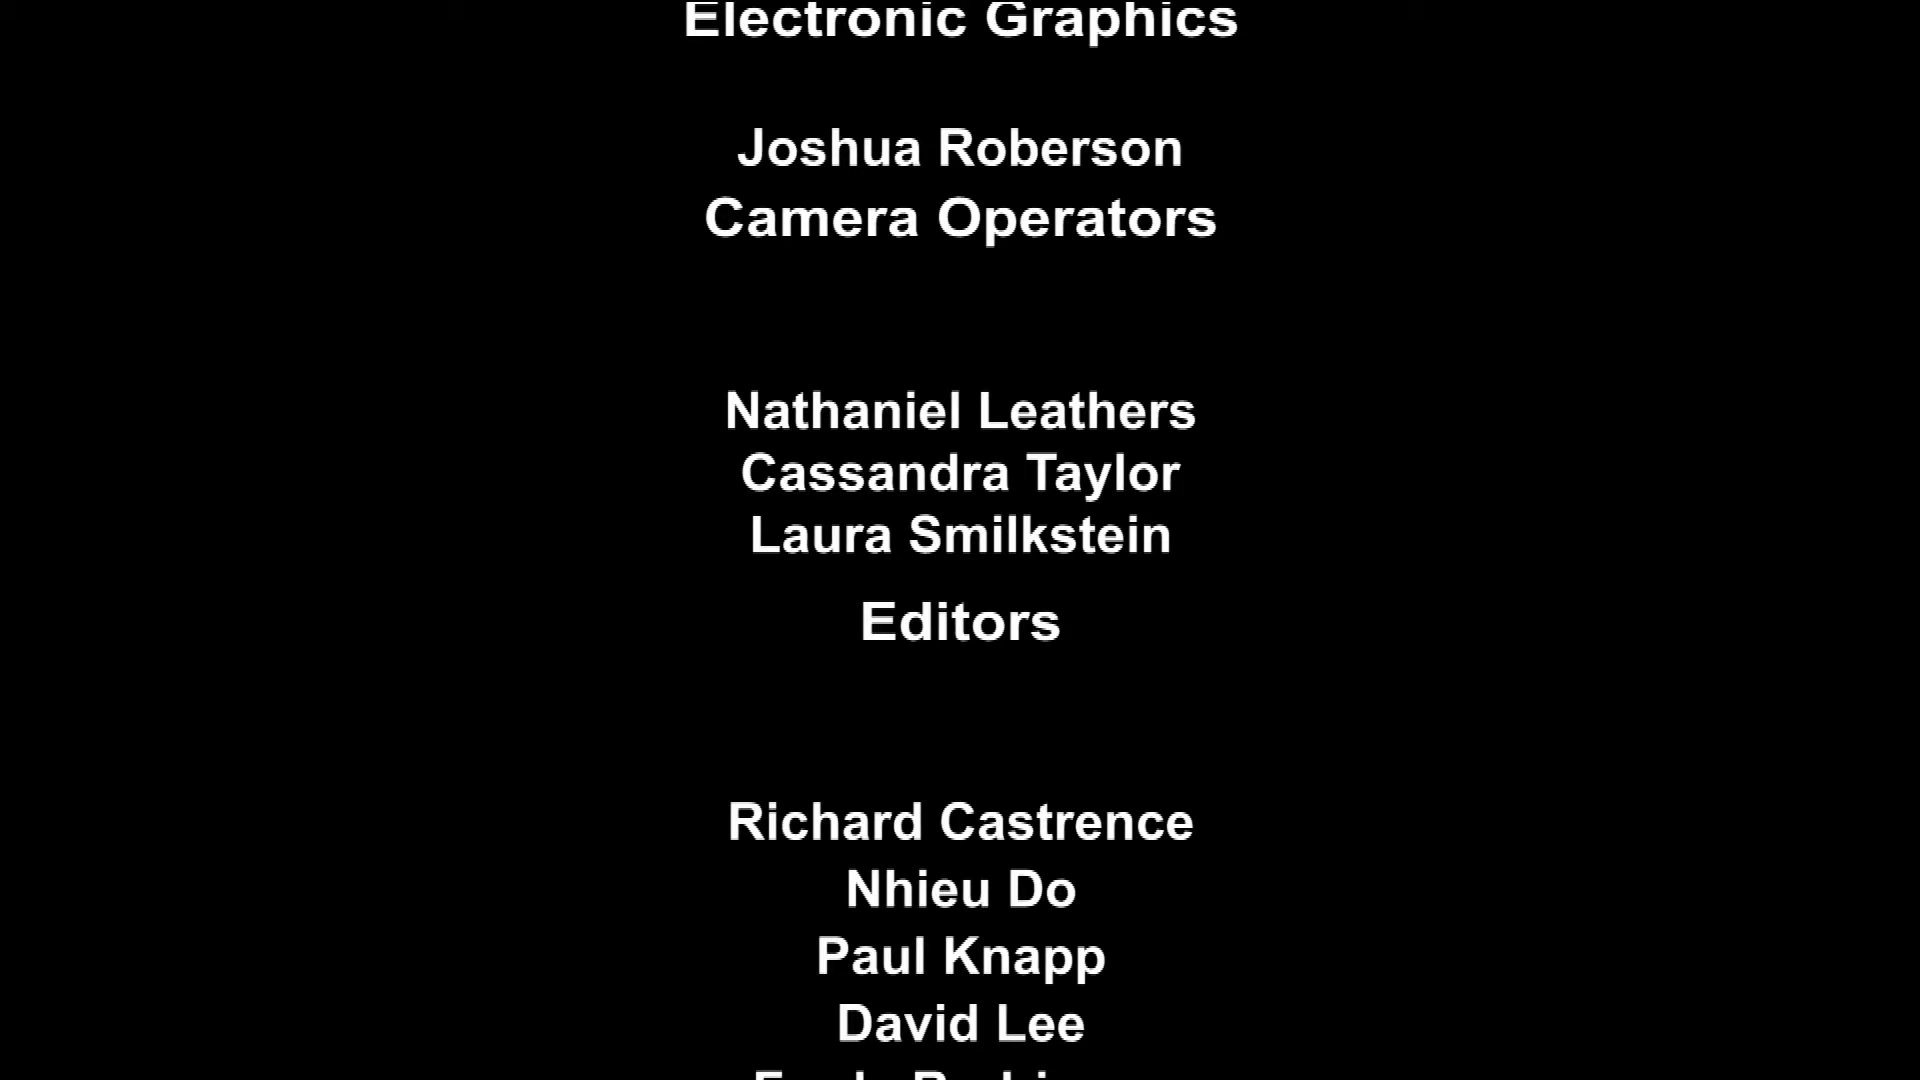 Electronic Graphics
Joshua Roberson
Camera Operators
Nathaniel Leathers
Cassandra Taylor
Laura Smilkstein
Editors
Richard Castrence
Nhieu Do
Paul Knapp
David Lee